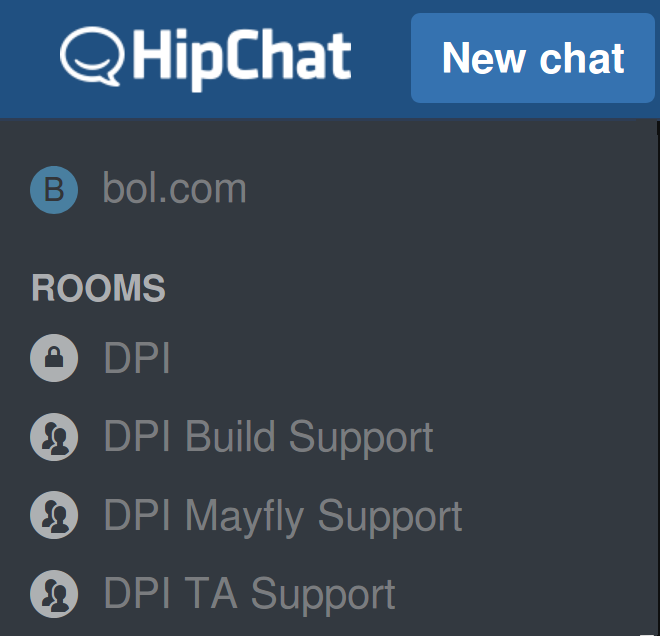 HipChat New chat
B bol.com
ROOMS
DPI
DPI Build Support
DPI Mayfly Support
DPI TA Support